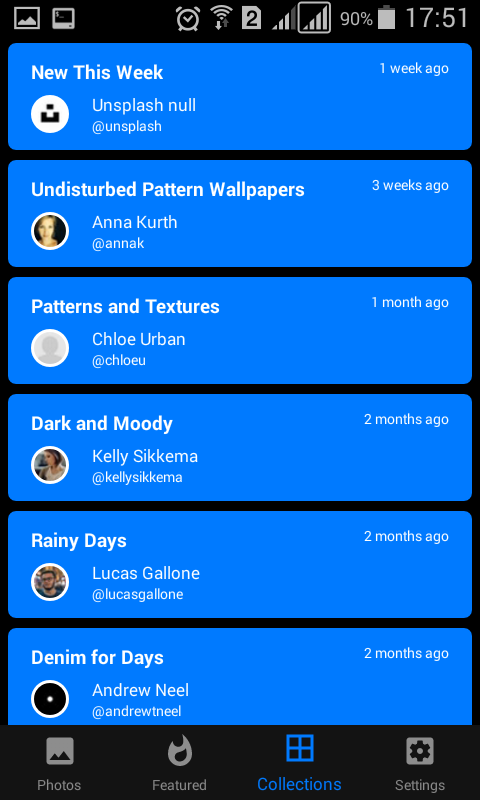 2
90%
17:51
New This Week
1 week ago
Unsplash null
@unsplash
Undisturbed Pattern Wallpapers
3 weeks ago
Anna Kurth
@annak
Patterns and Textures
1 month ago
Chloe Urban
@chloeu
Dark and Moody
2 months ago
Kelly Sikkema
@kellysikkema
Rainy Days
2 months ago
Lucas Gallone
@lucasgallone
Denim for Days
2 months ago
Andrew Neel
@andrewtneel
Photos
Featured
Collections
Settings